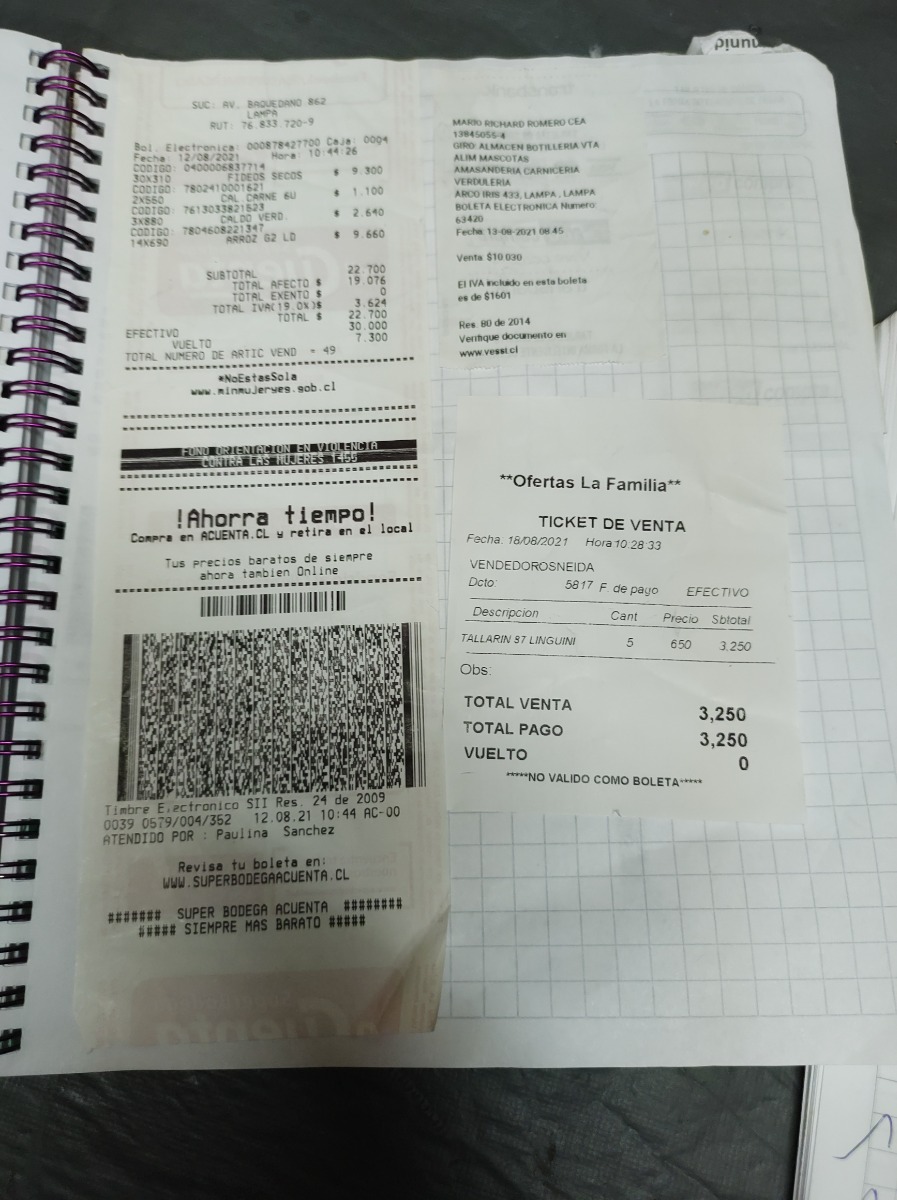 SUC: AV. BAQUEDANO 862
LAMPA
RUT: 76.833.720-9
Bol. Electronica: 000878427700 Caja: 0004
Fecha: 12/08/2021 Hora: 10:44:26
CODIGO: 0400006837714
30X310 FIDEOS SECOS $ 9.300
CODIGO: 7802410001621
2X550 CAL CARNE 6U $ 1.100
CODIGO: 7613033821523
3X880 CALDO VERD. $ 2.640
CODIGO: 7804608221347
14X690 ARROZ G2 LD $ 9.660
SUBTOTAL 22.700
TOTAL AFECTO $ 19.076
TOTAL EXENTO $ 0
TOTAL IVA(19.0%)$ 3.624
TOTAL $ 22.700
EFECTIVO 30.000
VUELTO 7.300
TOTAL NUMERO DE ARTIC VEND = 49
*NoEstasSola
www.minmujeryeg.gob.cl
FONO ORIENTACION EN VIOLENCIA
CONTRA LAS MUJERES 1455
!Ahorra tiempo!
Compra en ACUENTA.CL y retira en el local
Tus precios baratos de siempre
ahora tambien Online
Timbre Electronico SII Res. 24 de 2009
0039 0579/004/352 12.08.21 10:44 AC-00
ATENDIDO POR : Paulina Sanchez
Revisa tu boleta en:
WWW.SUPERBODEGAACUENTA.CL
####### SUPER BODEGA ACUENTA ########
##### SIEMPRE MAS BARATO #####
MARIO RICHARD ROMERO CEA
13845055-4
GIRO: ALMACEN BOTILLERIA VTA
ALIM MASCOTAS
AMASANDERIA CARNICERIA
VERDULERIA
ARCO IRIS 433, LAMPA, LAMPA
BOLETA ELECTRONICA Numero:
63420
Fecha: 13-08-2021 08:45
Venta $10.030
El IVA incluido en esta boleta
es de $1601
Res. 80 de 2014
Verifique documento en
www.vesst.cl
**Ofertas La Familia**
TICKET DE VENTA
Fecha: 18/08/2021 Hora:10:28:33
VENDEDOROSNEIDA
Dcto: 5817 F. de pago EFECTIVO
Descripcion Cant Precio Sbtotal
TALLARIN 87 LINGUINI 5 650 3,250
Obs:
TOTAL VENTA 3,250
TOTAL PAGO 3,250
VUELTO 0
*****NO VALIDO COMO BOLETA*****